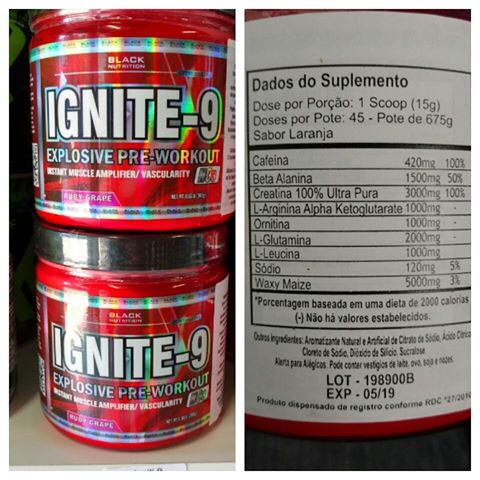 BLACK
NUTRITION
IGNITE-9
EXPLOSIVE PRE-WORKOUT
INSTANT MUSCLE AMPLIFIER/ VASCULARITY
RUBY GRAPE
BLACK
NUTRITION
IGNITE-9
EXPLOSIVE PRE-WORKOUT
INSTANT MUSCLE AMPLIFIER/ VASCULARITY
RUBY GRAPE
Dados do Suplemento
Dose por Porção: 1 Scoop (15g)
Doses por Pote: 45 - Pote de 675g
Sabor Laranja
Cafeína 420mg 100%
Beta Alanina 1500mg 50%
Creatina 100% Ultra Pura 3000mg 100%
L-Arginina Alpha Ketoglutarate 1000mg -
Ornitina 1000mg -
L-Glutamina 2000mg -
L-Leucina 1000mg -
Sódio 120mg 5%
Waxy Maize 5000mg 3%
*Porcentagem baseada em uma dieta de 2000 calorias
(-) Não há valores estabelecidos.
Outros Ingredientes: Aromatizante Natural e Artificial de Citrato de Sódio, Ácido Cítrico
Cloreto de Sódio, Dióxido de Silício, Sucralose.
Alerta para Alégicos. Pode conter vestígios de leite, ovo, soja e nozes.
LOT - 198900B
EXP - 05/19
Produto dispensado de registro conforme RDC n°27/2010